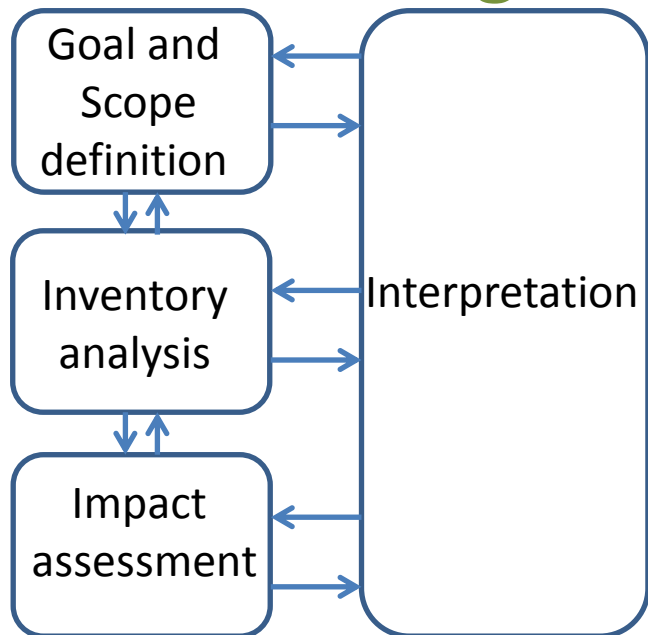 Goal and
Scope
definition
Inventory
analysis
Interpretation
Impact
assessment